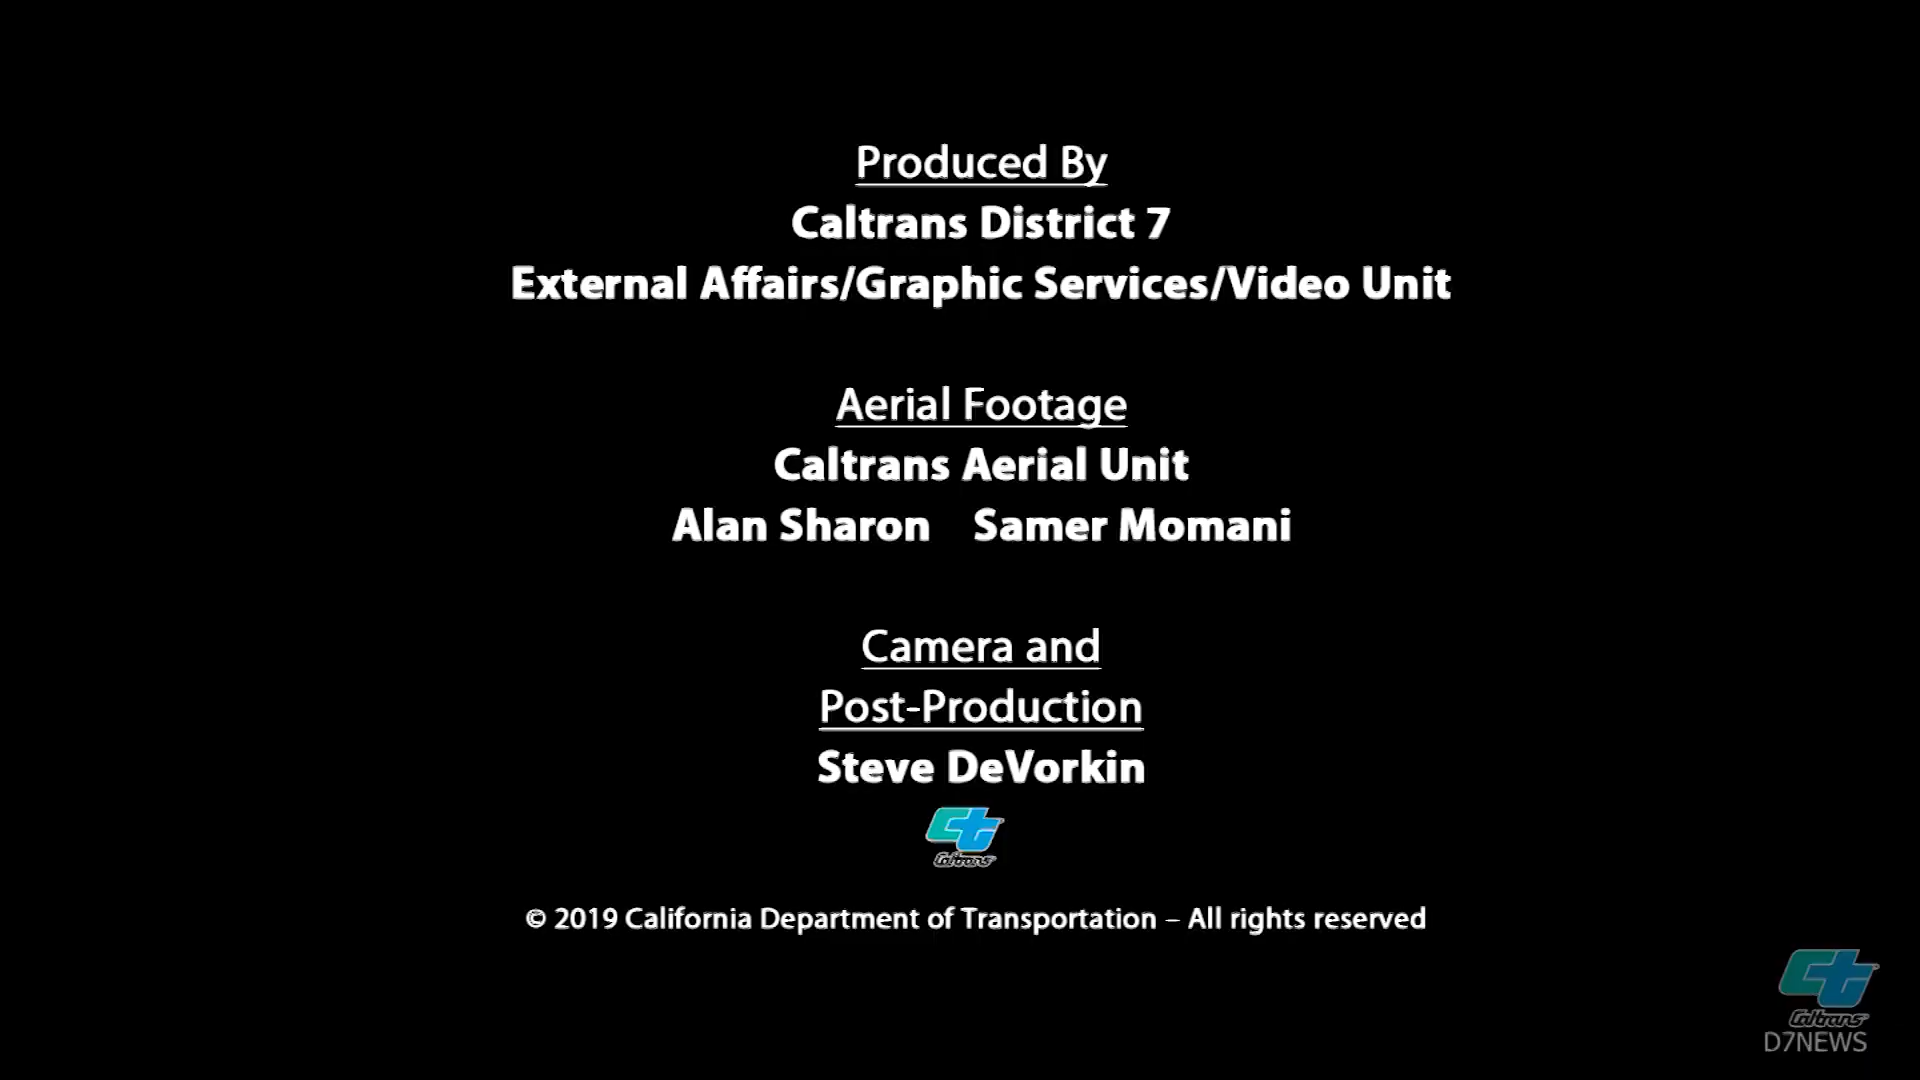 Produced By
Caltrans District 7
External Affairs/Graphic Services/Video Unit
Aerial Footage
Caltrans Aerial Unit
Alan Sharon Samer Momani
Camera and
Post-Production
Steve DeVorkin
Caltrans
© 2019 California Department of Transportation – All rights reserved
Caltrans
D7NEWS